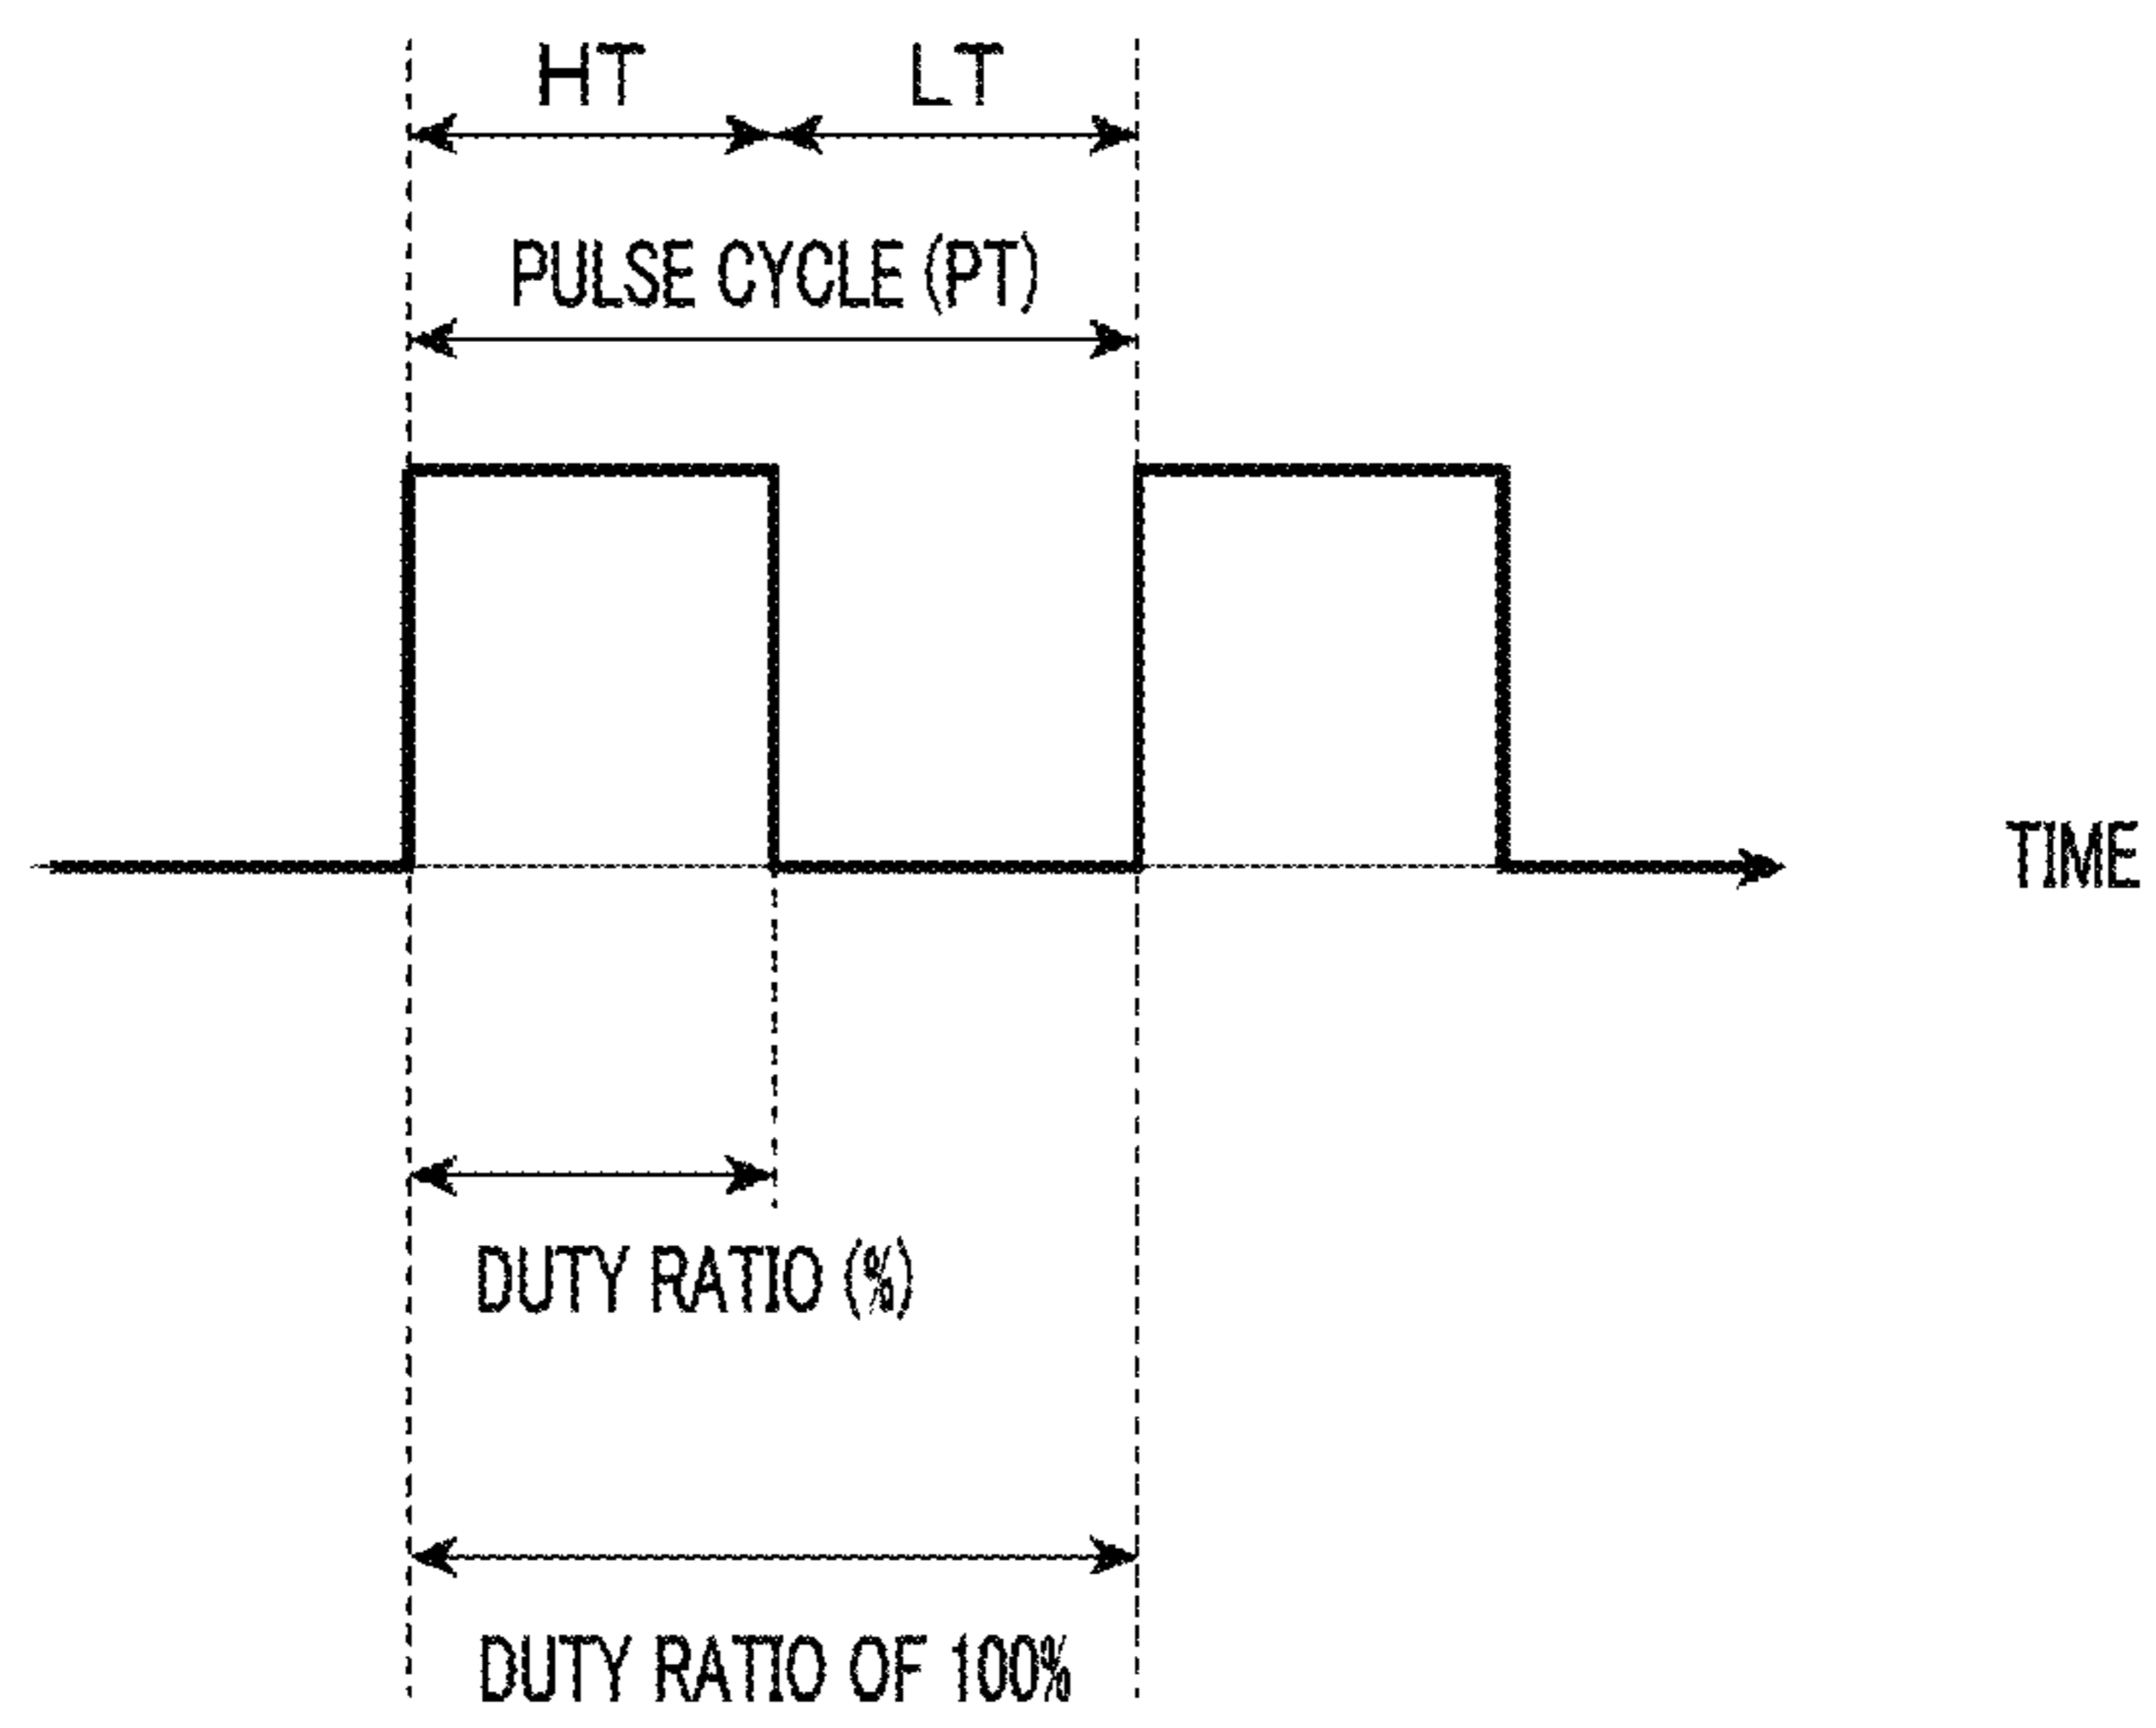 HT LT
PULSE CYCLE (PT)
TIME
DUTY RATIO (%)
DUTY RATIO OF 100%